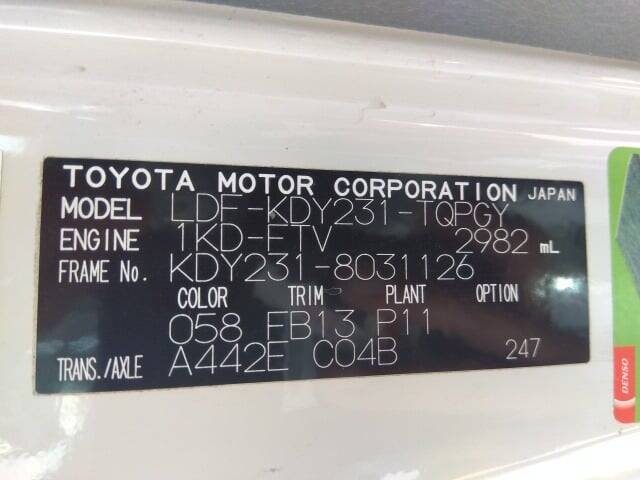 TOYOTA MOTOR CORPORATION JAPAN
MODEL LDF-KDY231-TQPGY
ENGINE 1KD-FTV 2982 mL
FRAME No. KDY231-8031126
COLOR TRIM PLANT OPTION
058 FB13 P11
TRANS./AXLE A442E C04B 247
DENSO